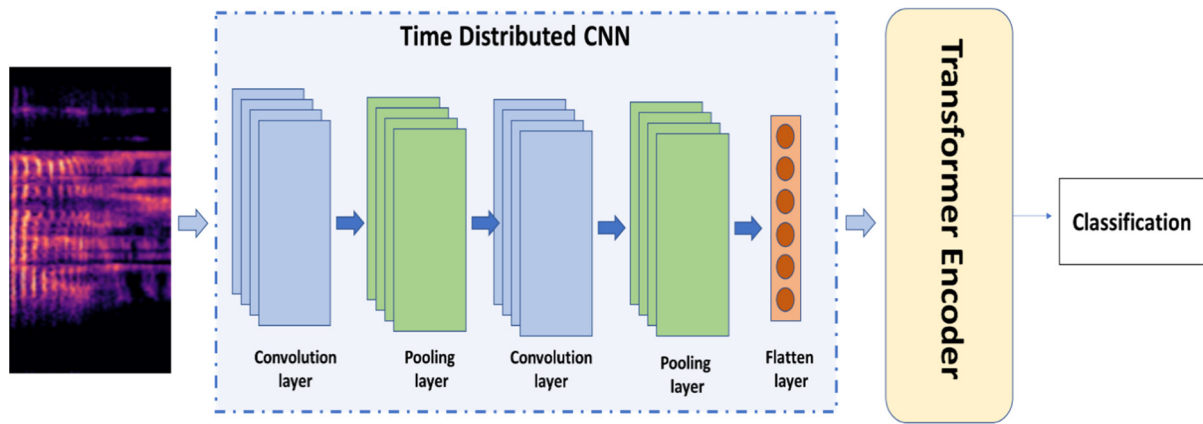 Time Distributed CNN
Convolution
layer
Pooling
layer
Convolution
layer
Pooling
layer
Flatten
layer
Transformer Encoder
Classification